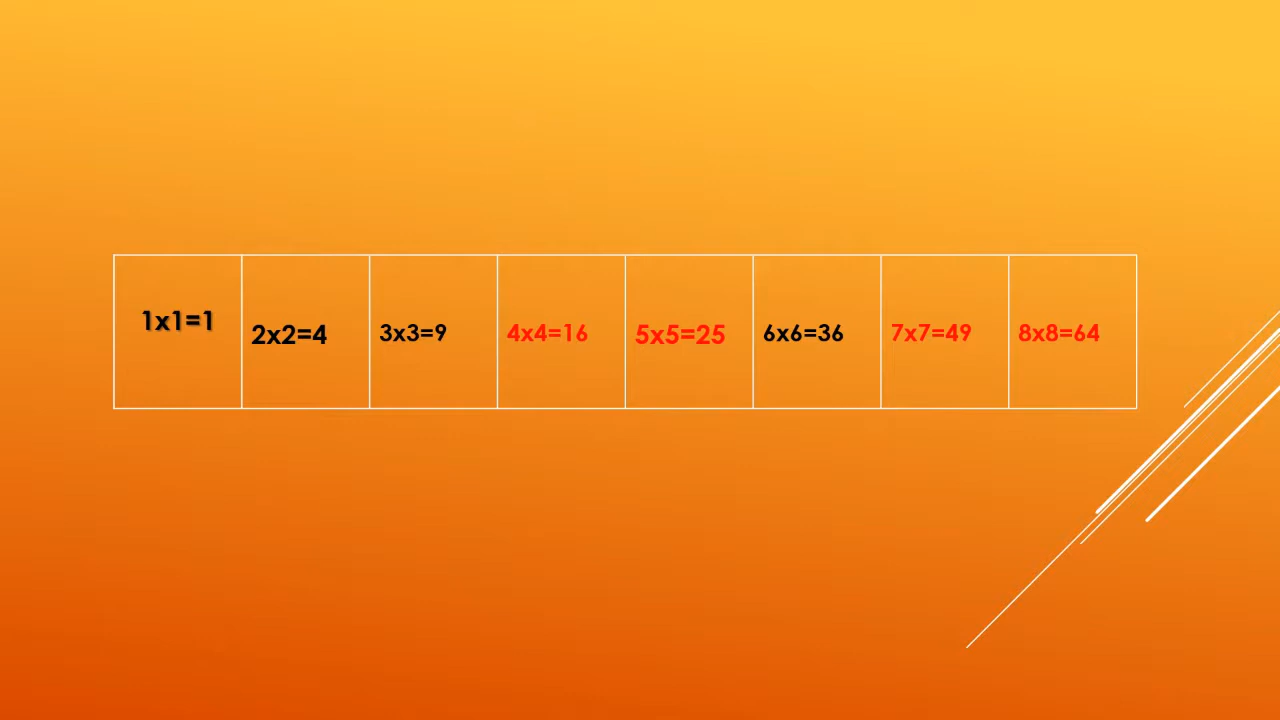 1x1=1
2x2=4
3x3=9
4x4=16
5x5=25
6x6=36
7x7=49
8x8=64